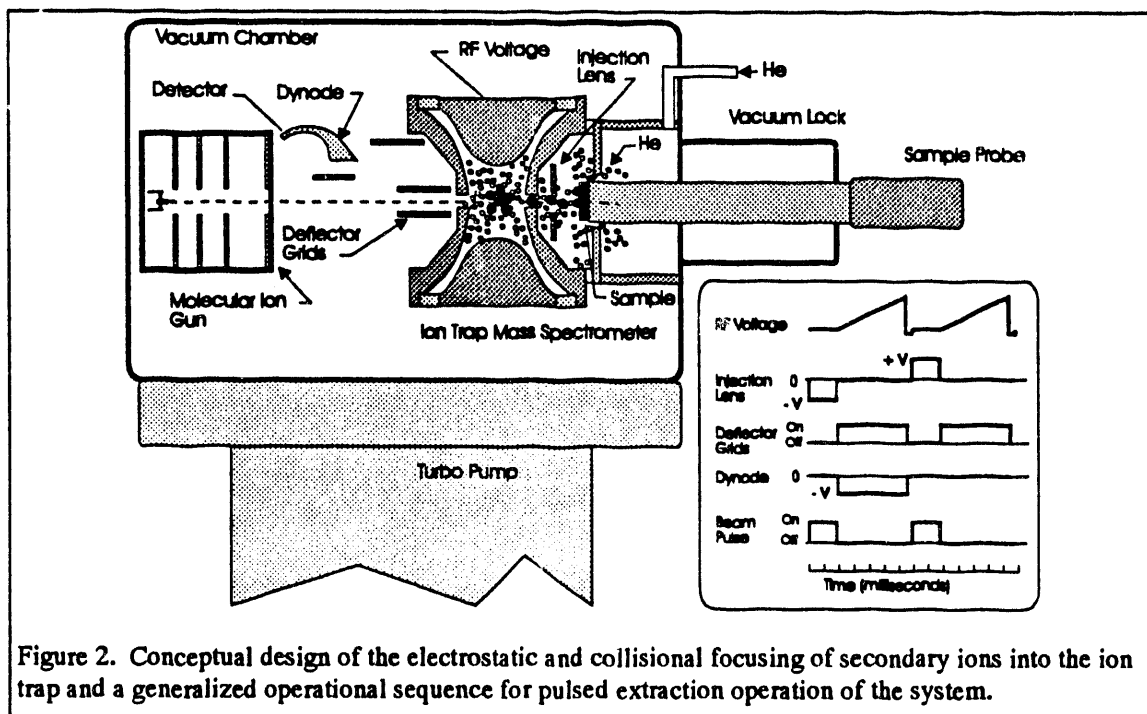 Vacuum Chamber
RF Voltage
Injection
Lens
He
Detector
Dynode
Vacuum Lock
He
Sample Probe
Deflector
Grids
Molecular Ion
Gun
Sample
Ion Trap Mass Spectrometer
Turbo Pump
RF Voltage
+ V
Injection
Lens
0
- V
Deflector
Grids
On
Off
Dynode
0
- V
Beam
Pulse
On
Off
Time (milliseconds)
Figure 2. Conceptual design of the electrostatic and collisional focusing of secondary ions into the ion
trap and a generalized operational sequence for pulsed extraction operation of the system.